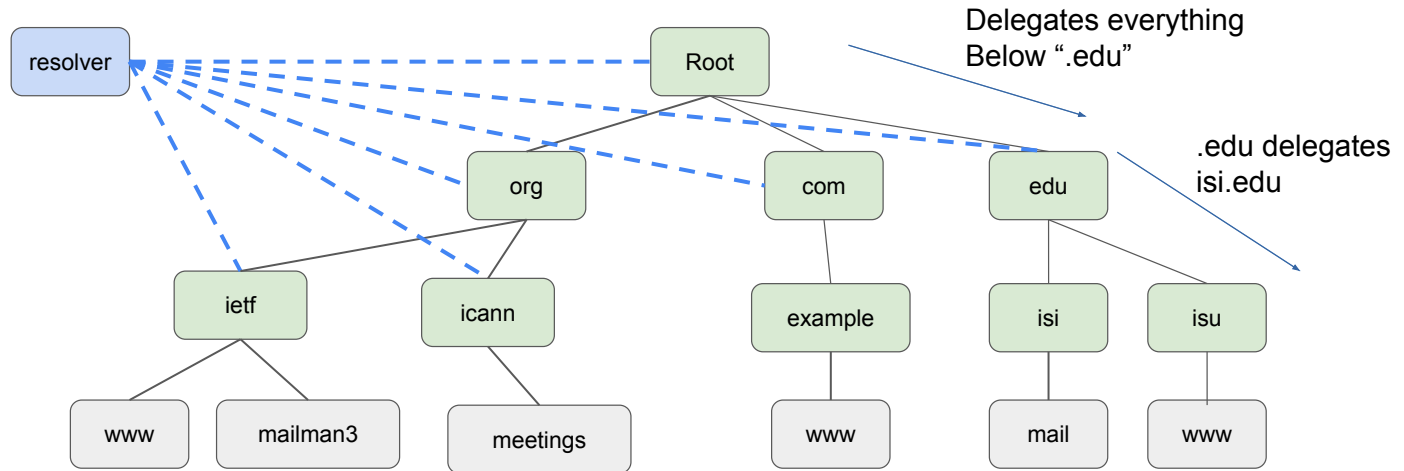 Delegates everything
Below “.edu”
resolver
Root
.edu delegates
isi.edu
org
com
edu
ietf
icann
example
isi
isu
www
mailman3
meetings
www
mail
www